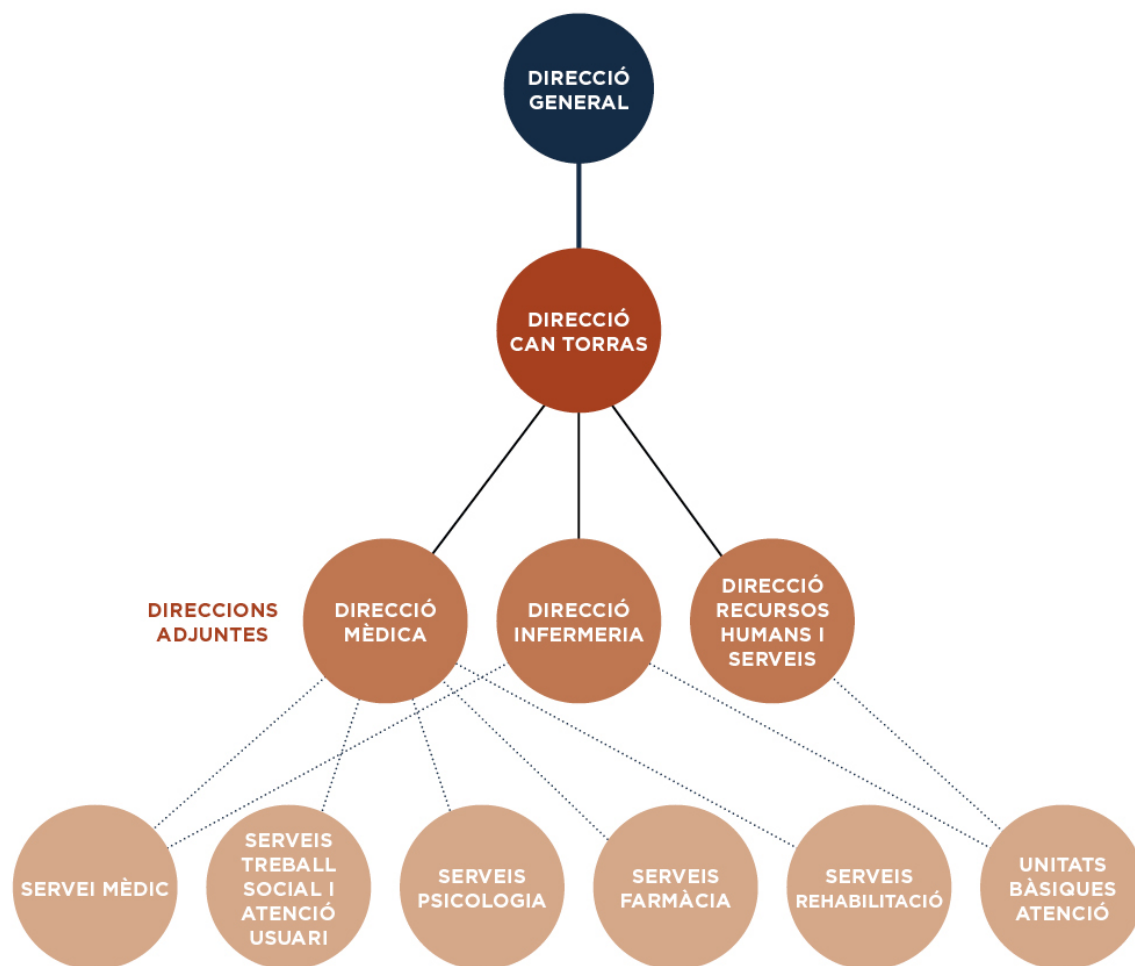 DIRECCIÓ
GENERAL
DIRECCIÓ
CAN TORRAS
DIRECCIONS
ADJUNTES
DIRECCIÓ
MÈDICA
DIRECCIÓ
INFERMERIA
DIRECCIÓ
RECURSOS
HUMANS I
SERVEIS
SERVEI MÈDIC
SERVEIS
TREBALL
SOCIAL I
ATENCIÓ
USUARI
SERVEIS
PSICOLOGIA
SERVEIS
FARMÀCIA
SERVEIS
REHABILITACIÓ
UNITATS
BÀSIQUES
ATENCIÓ